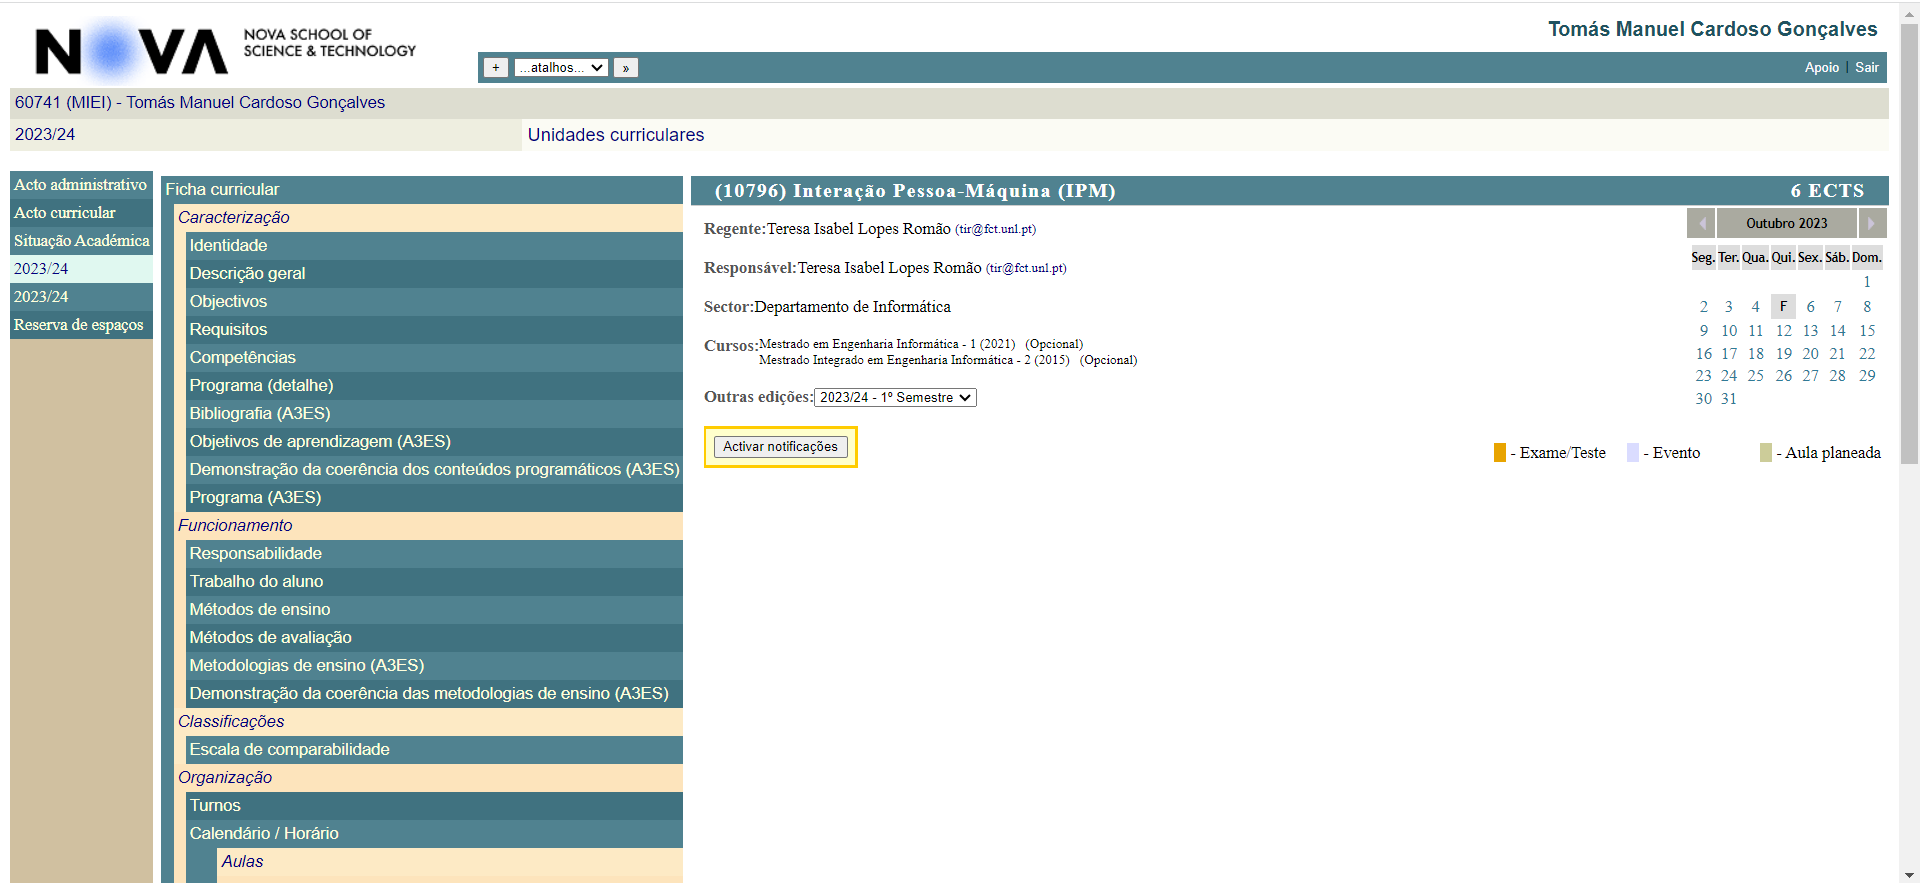 NOVA
NOVA SCHOOL OF
SCIENCE & TECHNOLOGY
Tomás Manuel Cardoso Gonçalves
+ ...atalhos... »
Apoio | Sair
60741 (MIEI) - Tomás Manuel Cardoso Gonçalves
2023/24
Unidades curriculares
Acto administrativo
Acto curricular
Situação Académica
2023/24
2023/24
Reserva de espaços
Ficha curricular
Caracterização
Identidade
Descrição geral
Objectivos
Requisitos
Competências
Programa (detalhe)
Bibliografia (A3ES)
Objetivos de aprendizagem (A3ES)
Demonstração da coerência dos conteúdos programáticos (A3ES)
Programa (A3ES)
Funcionamento
Responsabilidade
Trabalho do aluno
Métodos de ensino
Métodos de avaliação
Metodologias de ensino (A3ES)
Demonstração da coerência das metodologias de ensino (A3ES)
Classificações
Escala de comparabilidade
Organização
Turnos
Calendário / Horário
Aulas
(10796) Interação Pessoa-Máquina (IPM) 6 ECTS
Regente:Teresa Isabel Lopes Romão (tir@fct.unl.pt)
Responsável:Teresa Isabel Lopes Romão (tir@fct.unl.pt)
Sector:Departamento de Informática
Cursos:Mestrado em Engenharia Informática - 1 (2021) (Opcional)
Mestrado Integrado em Engenharia Informática - 2 (2015) (Opcional)
Outras edições: 2023/24 - 1º Semestre
Activar notificações
Outubro 2023
Seg. Ter. Qua. Qui. Sex. Sáb. Dom.
1
2 3 4 F 6 7 8
9 10 11 12 13 14 15
16 17 18 19 20 21 22
23 24 25 26 27 28 29
30 31
- Exame/Teste - Evento - Aula planeada